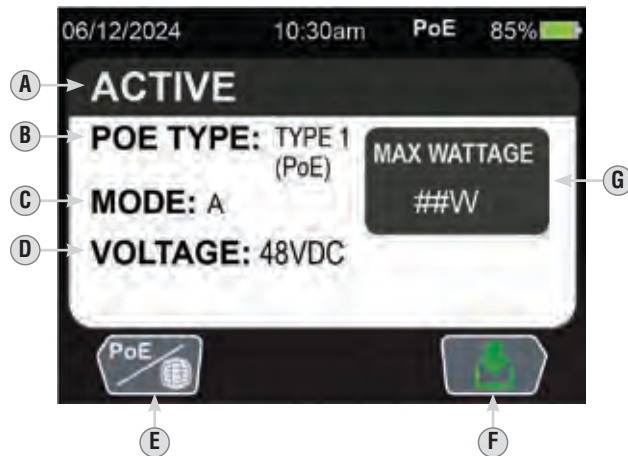 06/12/2024 10:30am PoE 85%
A ACTIVE
B POE TYPE: TYPE 1
(PoE)
MAX WATTAGE
G
C MODE: A
##W
D VOLTAGE: 48VDC
PoE
E F